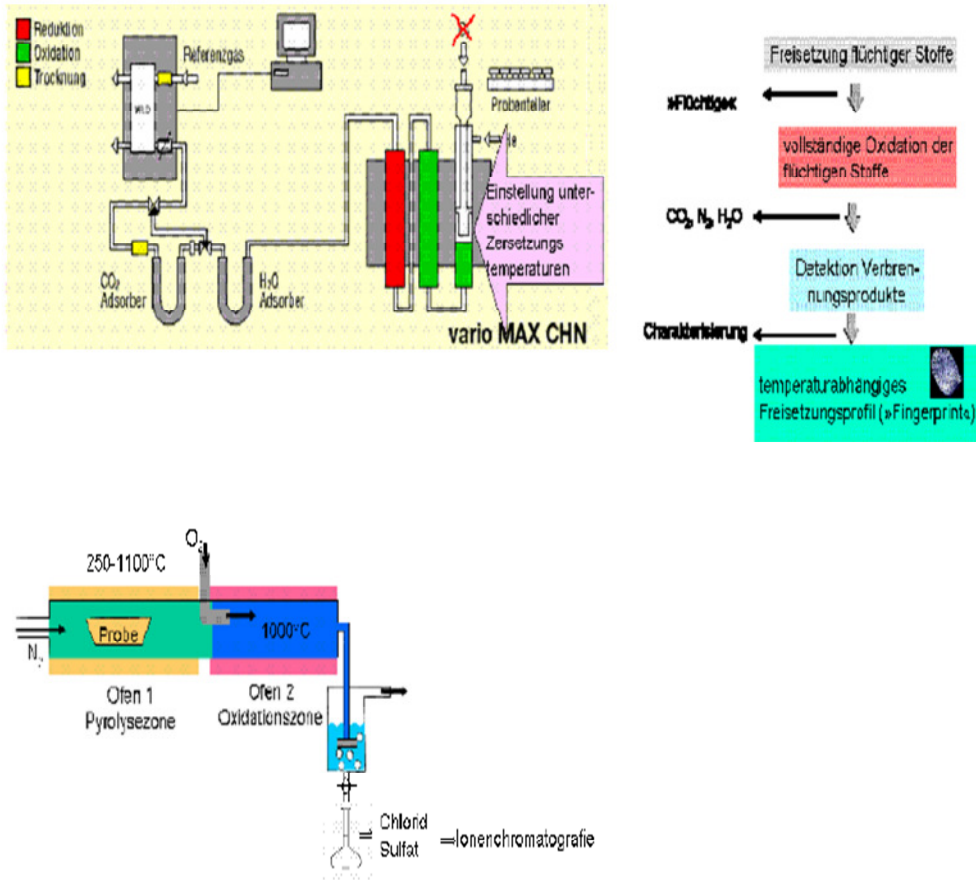 Reduktion
Oxidation
Trocknung
Referenzgas
WLD
Probenteller
Einstellung unter-
schiedlicher
Zersetzungs
temperaturen
CO₂
Adsorber
H₂O
Adsorber
vario MAX CHN
Freisetzung flüchtiger Stoffe
»Flüchtige«
vollständige Oxidation der
flüchtigen Stoffe
CO₂, N₂, H₂O
Detektion Verbren-
nungsprodukte
Charakterisierung
temperaturabhängiges
Freisetzungsprofil (»Fingerprint«)
O₂
250-1100°C
Probe
1000°C
N₂
Ofen 1
Pyrolysezone
Ofen 2
Oxidationszone
Chlorid
Sulfat
Ionenchromatografie